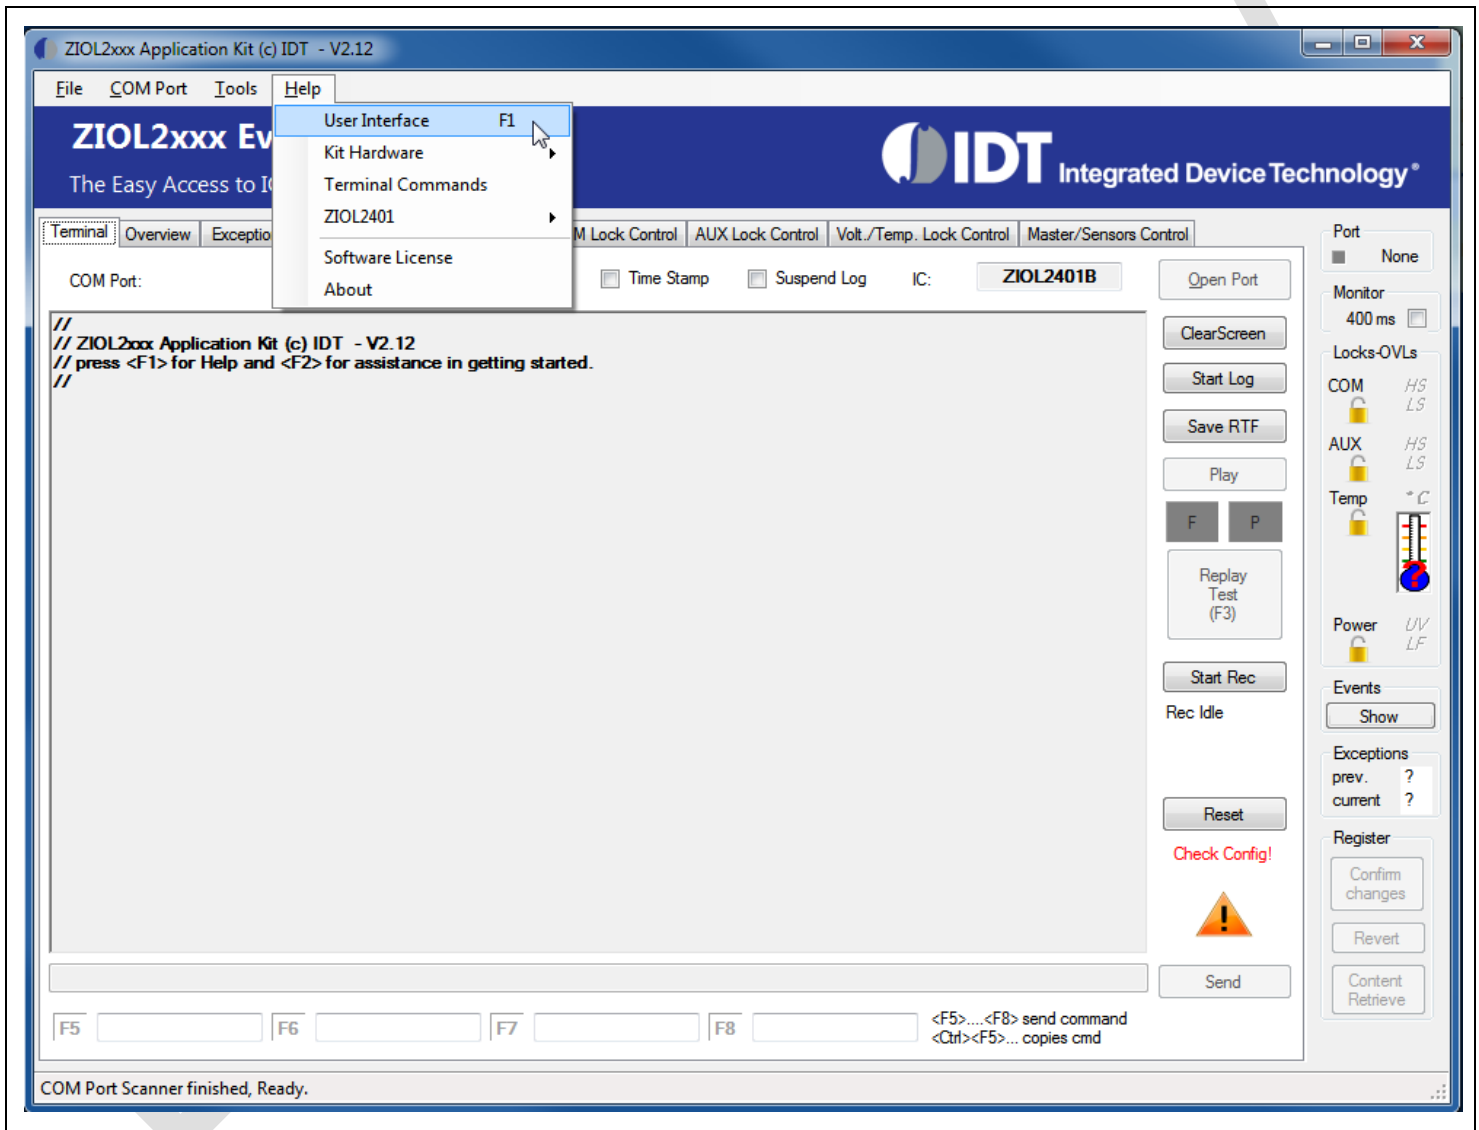 ZIOL2xxx Application Kit (c) IDT - V2.12
File COM Port Tools Help
User Interface F1
Kit Hardware
Terminal Commands
ZIOL2401
Software License
About
ZIOL2xxx Ev
The Easy Access to I
IDT Integrated Device Technology®
Terminal Overview Exceptio M Lock Control AUX Lock Control Volt./Temp. Lock Control Master/Sensors Control
COM Port: Time Stamp Suspend Log IC: ZIOL2401B Open Port
//
// ZIOL2xxx Application Kit (c) IDT - V2.12
// press <F1> for Help and <F2> for assistance in getting started.
//
ClearScreen
Start Log
Save RTF
Play
F P
Replay
Test
(F3)
Start Rec
Rec Idle
Reset
Check Config!
Send
Port
None
Monitor
400 ms
Locks-OVLs
COM HS
LS
AUX HS
LS
Temp °C
?
Power UV
LF
Events
Show
Exceptions
prev. ?
current ?
Register
Confirm
changes
Revert
Content
Retrieve
F5 F6 F7 F8
<F5>....<F8> send command
<Ctrl><F5>... copies cmd
COM Port Scanner finished, Ready.